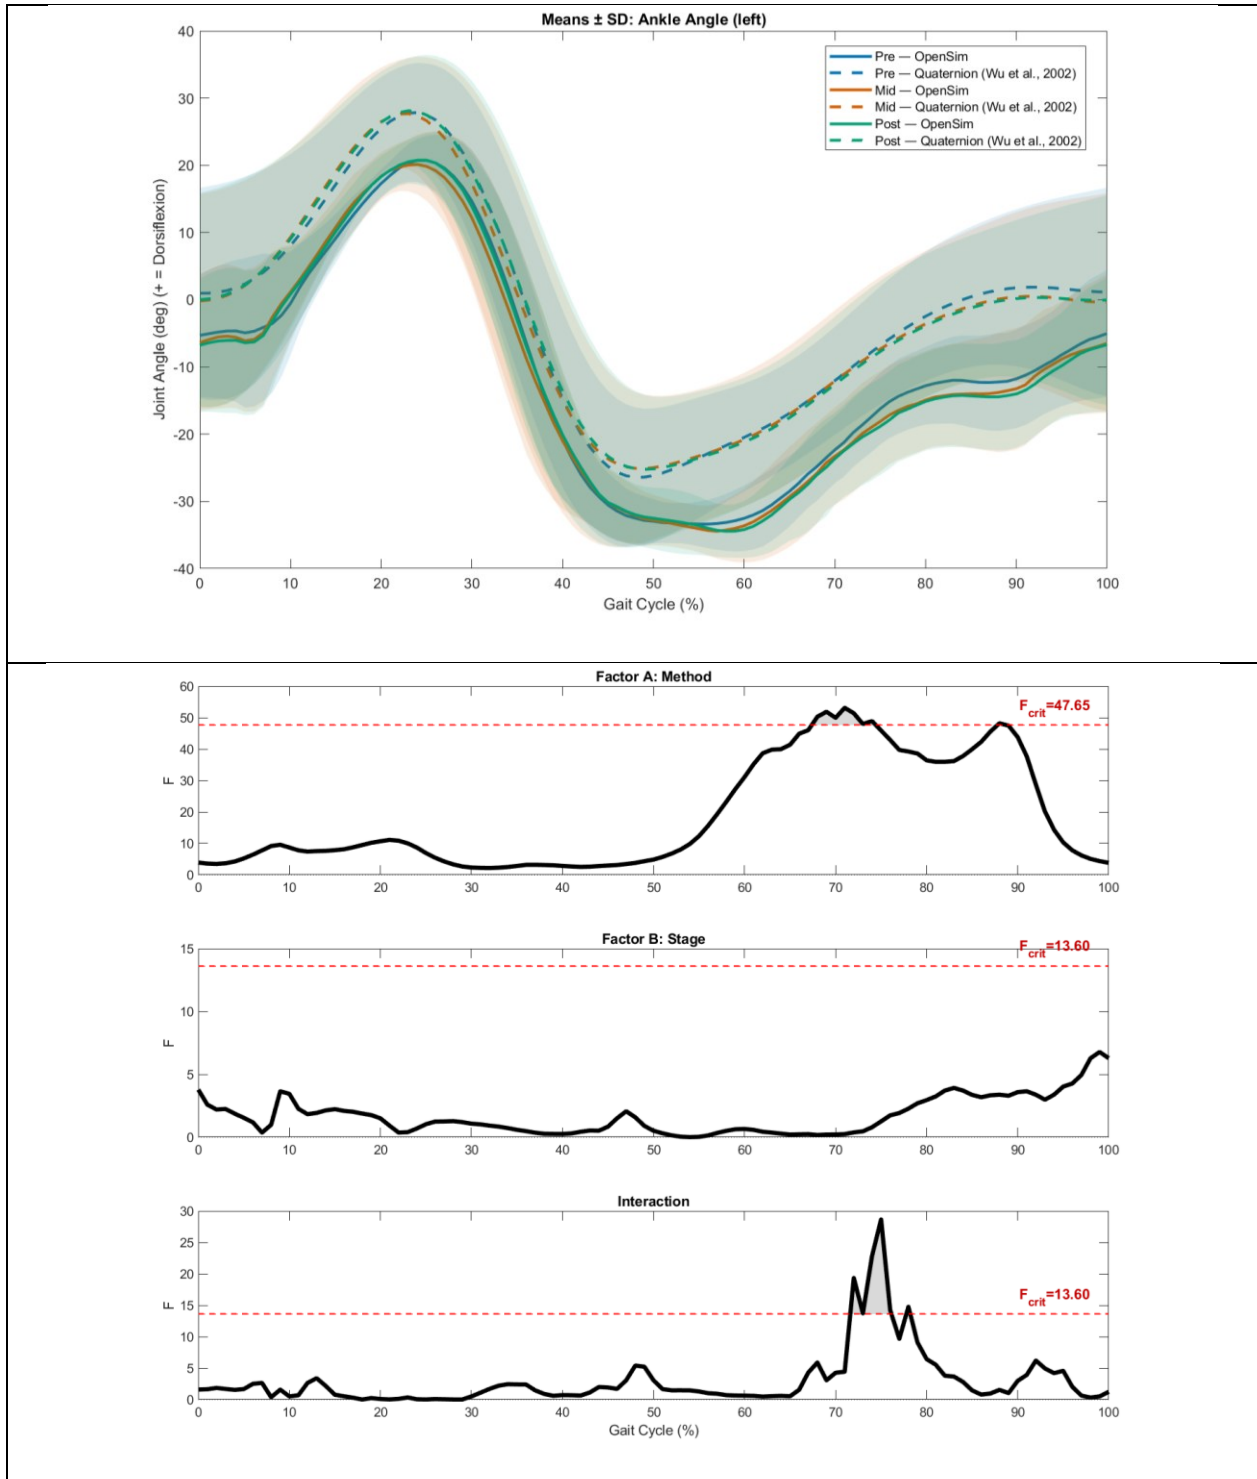 Means ± SD: Ankle Angle (left)
40
30
20
10
0
-10
-20
-30
-40
Joint Angle (deg) (+ = Dorsiflexion)
Pre — OpenSim
Pre — Quaternion (Wu et al., 2002)
Mid — OpenSim
Mid — Quaternion (Wu et al., 2002)
Post — OpenSim
Post — Quaternion (Wu et al., 2002)
0 10 20 30 40 50 60 70 80 90 100
Gait Cycle (%)
Factor A: Method
60
50
40
30
20
10
0
F
Fcrit=47.65
0 10 20 30 40 50 60 70 80 90 100
Factor B: Stage
15
10
5
0
F
Fcrit=13.60
0 10 20 30 40 50 60 70 80 90 100
Interaction
30
25
20
15
10
5
0
F
Fcrit=13.60
0 10 20 30 40 50 60 70 80 90 100
Gait Cycle (%)